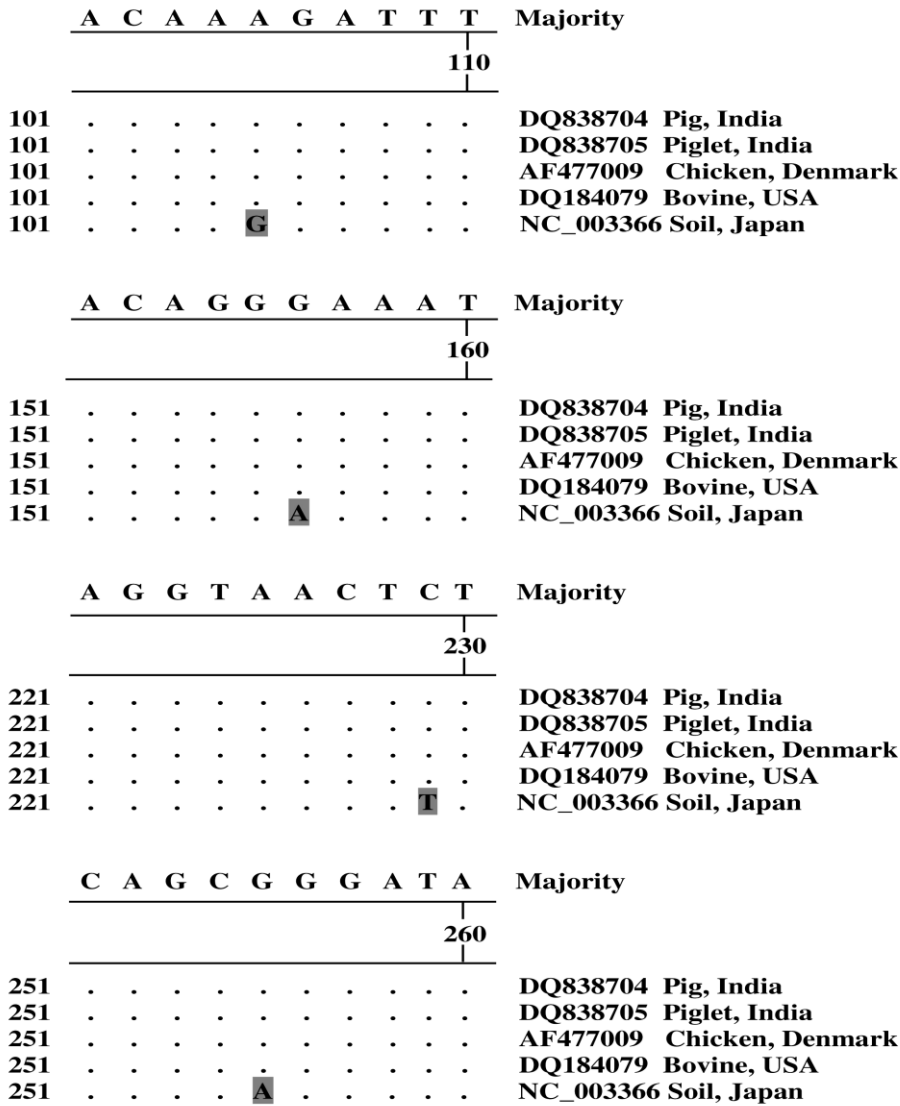 A C A A A G A T T T Majority
110
101 . . . . . . . . . . DQ838704 Pig, India
101 . . . . . . . . . . DQ838705 Piglet, India
101 . . . . . . . . . . AF477009 Chicken, Denmark
101 . . . . . . . . . . DQ184079 Bovine, USA
101 . . . . G . . . . . NC_003366 Soil, Japan
A C A G G G A A A T Majority
160
151 . . . . . . . . . . DQ838704 Pig, India
151 . . . . . . . . . . DQ838705 Piglet, India
151 . . . . . . . . . . AF477009 Chicken, Denmark
151 . . . . . . . . . . DQ184079 Bovine, USA
151 . . . . . A . . . . NC_003366 Soil, Japan
A G G T A A C T C T Majority
230
221 . . . . . . . . . . DQ838704 Pig, India
221 . . . . . . . . . . DQ838705 Piglet, India
221 . . . . . . . . . . AF477009 Chicken, Denmark
221 . . . . . . . . . . DQ184079 Bovine, USA
221 . . . . . . . . T . NC_003366 Soil, Japan
C A G C G G G A T A Majority
260
251 . . . . . . . . . . DQ838704 Pig, India
251 . . . . . . . . . . DQ838705 Piglet, India
251 . . . . . . . . . . AF477009 Chicken, Denmark
251 . . . . . . . . . . DQ184079 Bovine, USA
251 . . . . A . . . . . NC_003366 Soil, Japan